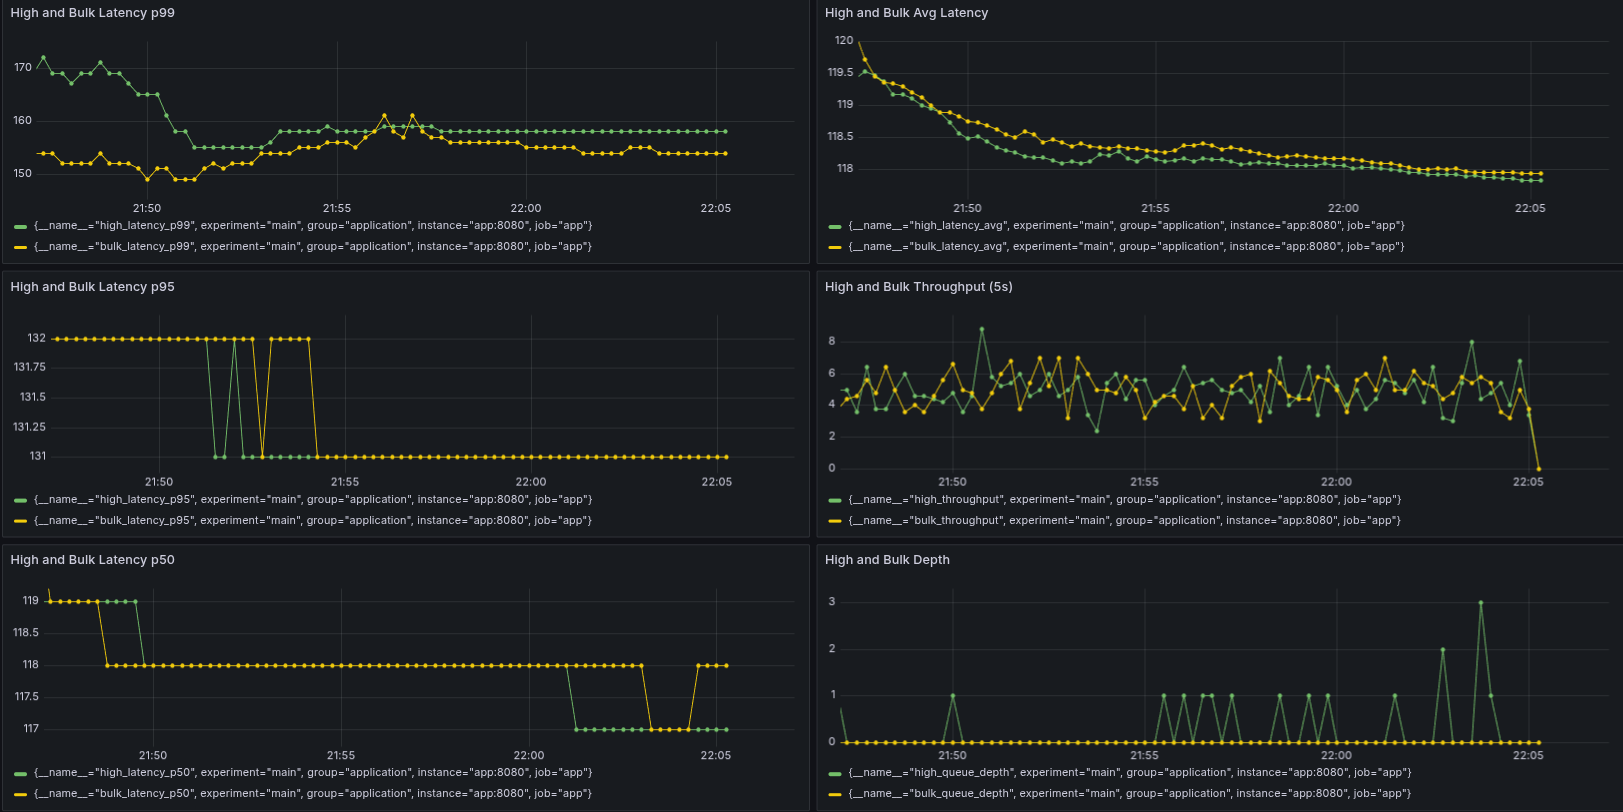 High and Bulk Latency p99
170
160
150
21:50 21:55 22:00 22:05
{__name__="high_latency_p99", experiment="main", group="application", instance="app:8080", job="app"}
{__name__="bulk_latency_p99", experiment="main", group="application", instance="app:8080", job="app"}
High and Bulk Avg Latency
120
119.5
119
118.5
118
21:50 21:55 22:00 22:05
{__name__="high_latency_avg", experiment="main", group="application", instance="app:8080", job="app"}
{__name__="bulk_latency_avg", experiment="main", group="application", instance="app:8080", job="app"}
High and Bulk Latency p95
132
131.75
131.5
131.25
131
21:50 21:55 22:00 22:05
{__name__="high_latency_p95", experiment="main", group="application", instance="app:8080", job="app"}
{__name__="bulk_latency_p95", experiment="main", group="application", instance="app:8080", job="app"}
High and Bulk Throughput (5s)
8
6
4
2
0
21:50 21:55 22:00 22:05
{__name__="high_throughput", experiment="main", group="application", instance="app:8080", job="app"}
{__name__="bulk_throughput", experiment="main", group="application", instance="app:8080", job="app"}
High and Bulk Latency p50
119
118.5
118
117.5
117
21:50 21:55 22:00 22:05
{__name__="high_latency_p50", experiment="main", group="application", instance="app:8080", job="app"}
{__name__="bulk_latency_p50", experiment="main", group="application", instance="app:8080", job="app"}
High and Bulk Depth
3
2
1
0
21:50 21:55 22:00 22:05
{__name__="high_queue_depth", experiment="main", group="application", instance="app:8080", job="app"}
{__name__="bulk_queue_depth", experiment="main", group="application", instance="app:8080", job="app"}